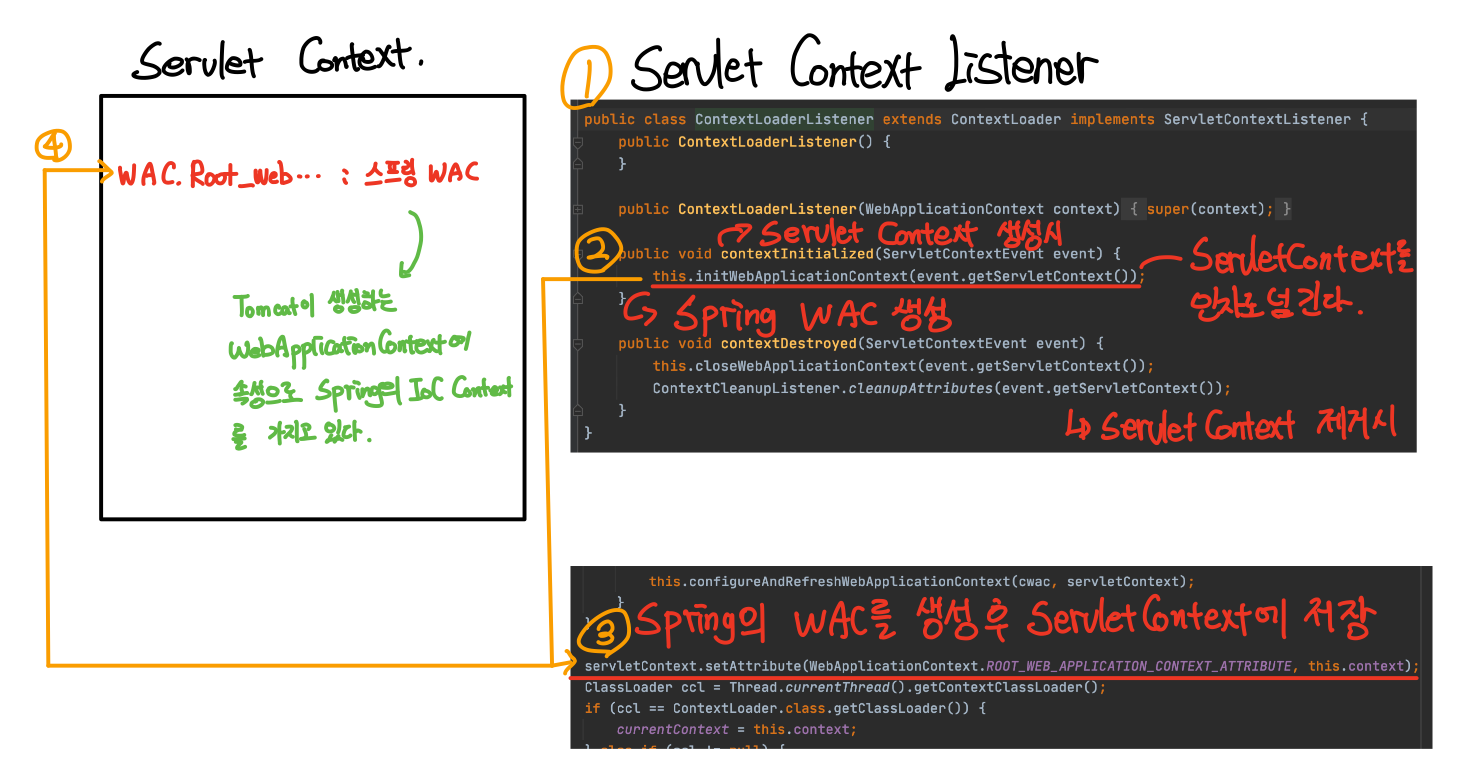 Servlet Context.
④
WAC. Root_web... : 스프링 WAC
Tomcat이 생성하는
WebApplicationContext에
속성으로 Spring의 IoC Context
를 가지고 있다.
① Servlet Context Listener
public class ContextLoaderListener extends ContextLoader implements ServletContextListener {
public ContextLoaderListener() {
}
public ContextLoaderListener(WebApplicationContext context) { super(context); }
Servlet Context 생성시
②
public void contextInitialized(ServletContextEvent event) {
this.initWebApplicationContext(event.getServletContext());
ServletContext를
인자로 넘긴다.
}
Spring WAC 생성
public void contextDestroyed(ServletContextEvent event) {
this.closeWebApplicationContext(event.getServletContext());
ContextCleanupListener.cleanupAttributes(event.getServletContext());
}
Servlet Context 제거시
}
this.configureAndRefreshWebApplicationContext(cwac, servletContext);
}
}
③ Spring의 WAC를 생성 후 ServletContext에 저장
servletContext.setAttribute(WebApplicationContext.ROOT_WEB_APPLICATION_CONTEXT_ATTRIBUTE, this.context);
ClassLoader ccl = Thread.currentThread().getContextClassLoader();
if (ccl == ContextLoader.class.getClassLoader()) {
currentContext = this.context;
} else if (ccl != null) {